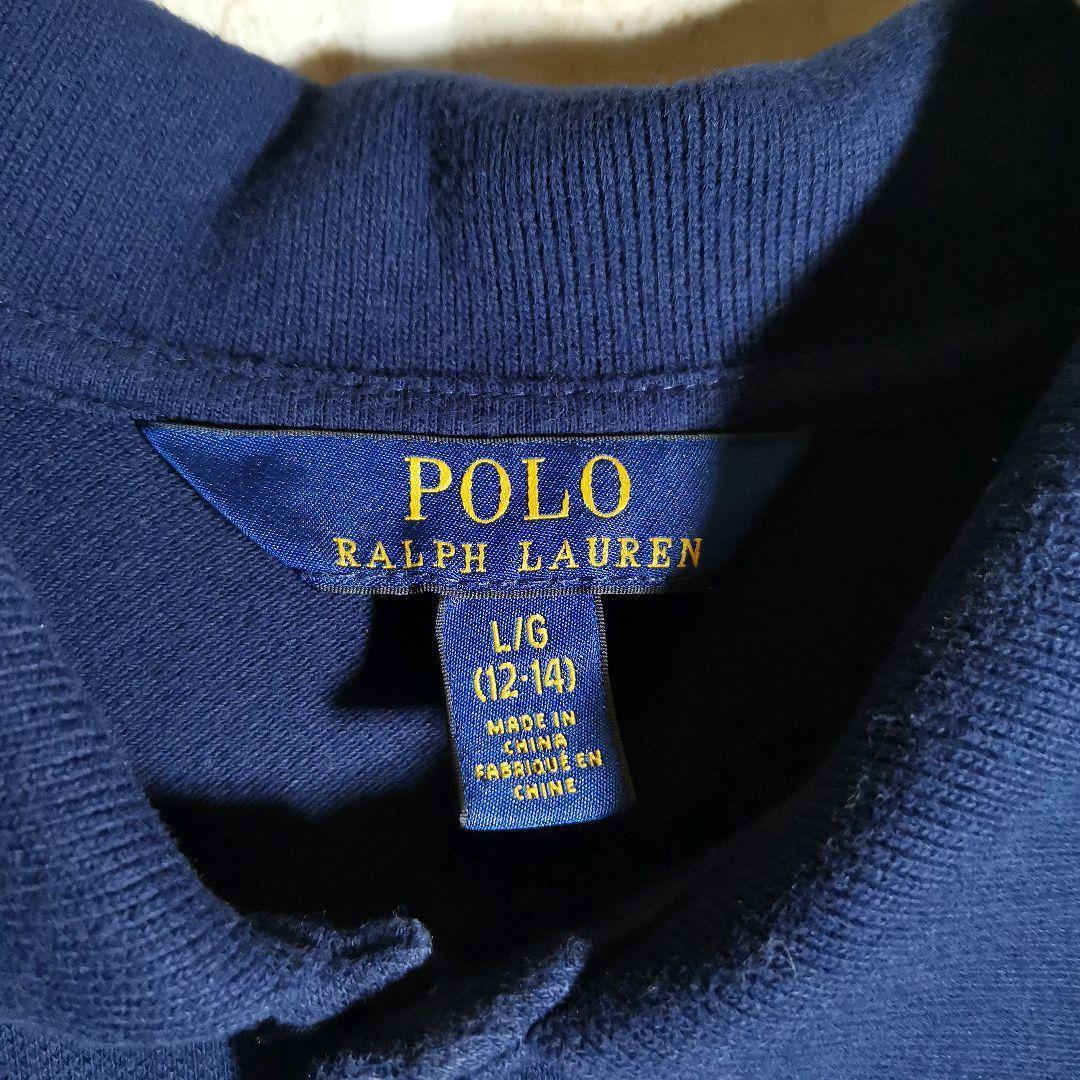 POLO
RALPH LAUREN
L/G
(12-14)
MADE IN
CHINA
FABRIQUÉ EN
CHINE